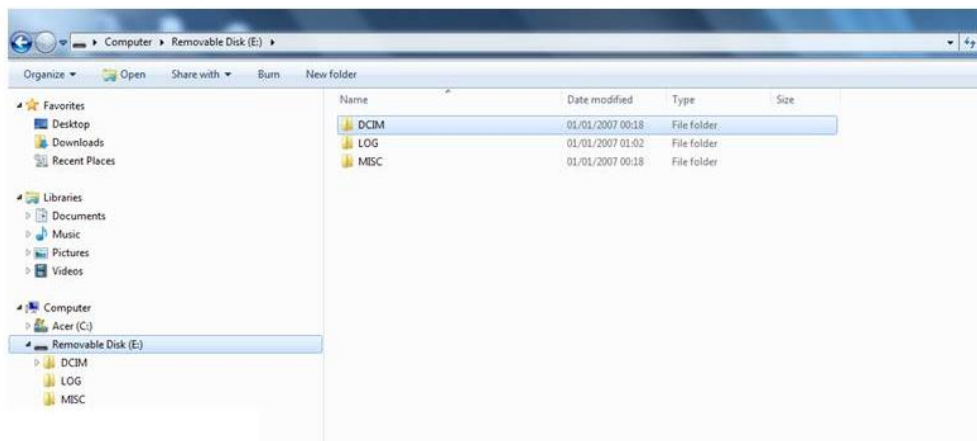 Computer Removable Disk (E:)
Organize Open Share with Burn New folder
Favorites
Desktop
Downloads
Recent Places
Libraries
Documents
Music
Pictures
Videos
Computer
Acer (C:)
Removable Disk (E:)
DCIM
LOG
MISC
Name Date modified Type Size
DCIM 01/01/2007 00:18 File folder
LOG 01/01/2007 01:02 File folder
MISC 01/01/2007 00:18 File folder